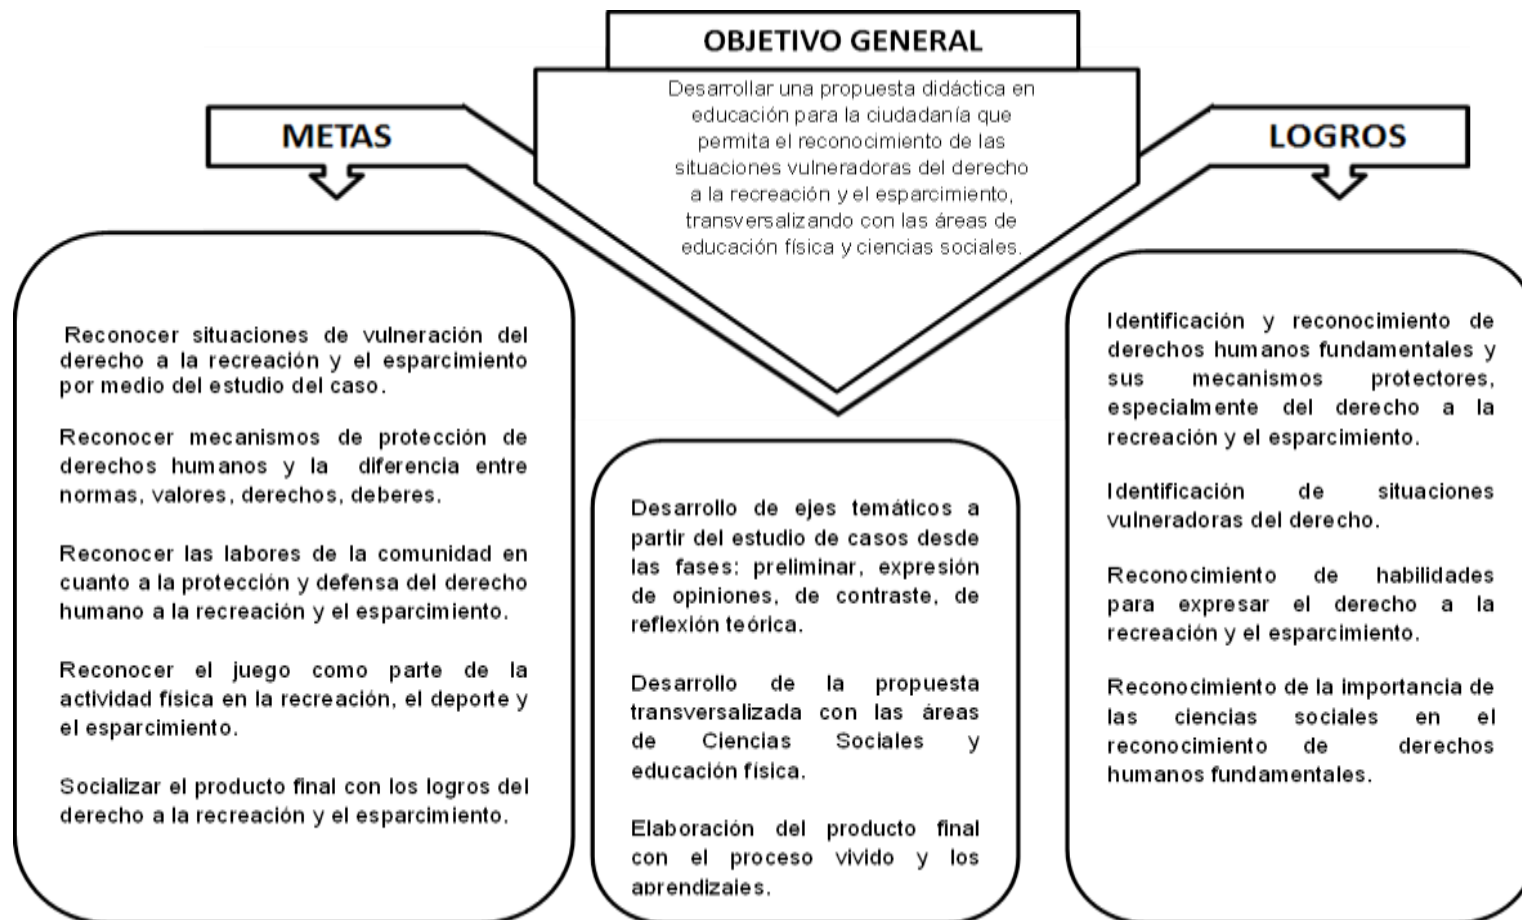 OBJETIVO GENERAL
Desarrollar una propuesta didáctica en
educación para la ciudadanía que
permita el reconocimiento de las
situaciones vulneradoras del derecho
a la recreación y el esparcimiento,
transversalizando con las áreas de
educación física y ciencias sociales.
METAS
Reconocer situaciones de vulneración del
derecho a la recreación y el esparcimiento
por medio del estudio del caso.
Reconocer mecanismos de protección de
derechos humanos y la diferencia entre
normas, valores, derechos, deberes.
Reconocer las labores de la comunidad en
cuanto a la protección y defensa del derecho
humano a la recreación y el esparcimiento.
Reconocer el juego como parte de la
actividad física en la recreación, el deporte y
el esparcimiento.
Socializar el producto final con los logros del
derecho a la recreación y el esparcimiento.
Desarrollo de ejes temáticos a
partir del estudio de casos desde
las fases: preliminar, expresión
de opiniones, de contraste, de
reflexión teórica.
Desarrollo de la propuesta
transversalizada con las áreas
de Ciencias Sociales y
educación física.
Elaboración del producto final
con el proceso vivido y los
aprendizajes.
LOGROS
Identificación y reconocimiento de
derechos humanos fundamentales y
sus mecanismos protectores,
especialmente del derecho a la
recreación y el esparcimiento.
Identificación de situaciones
vulneradoras del derecho.
Reconocimiento de habilidades
para expresar el derecho a la
recreación y el esparcimiento.
Reconocimiento de la importancia de
las ciencias sociales en el
reconocimiento de derechos
humanos fundamentales.